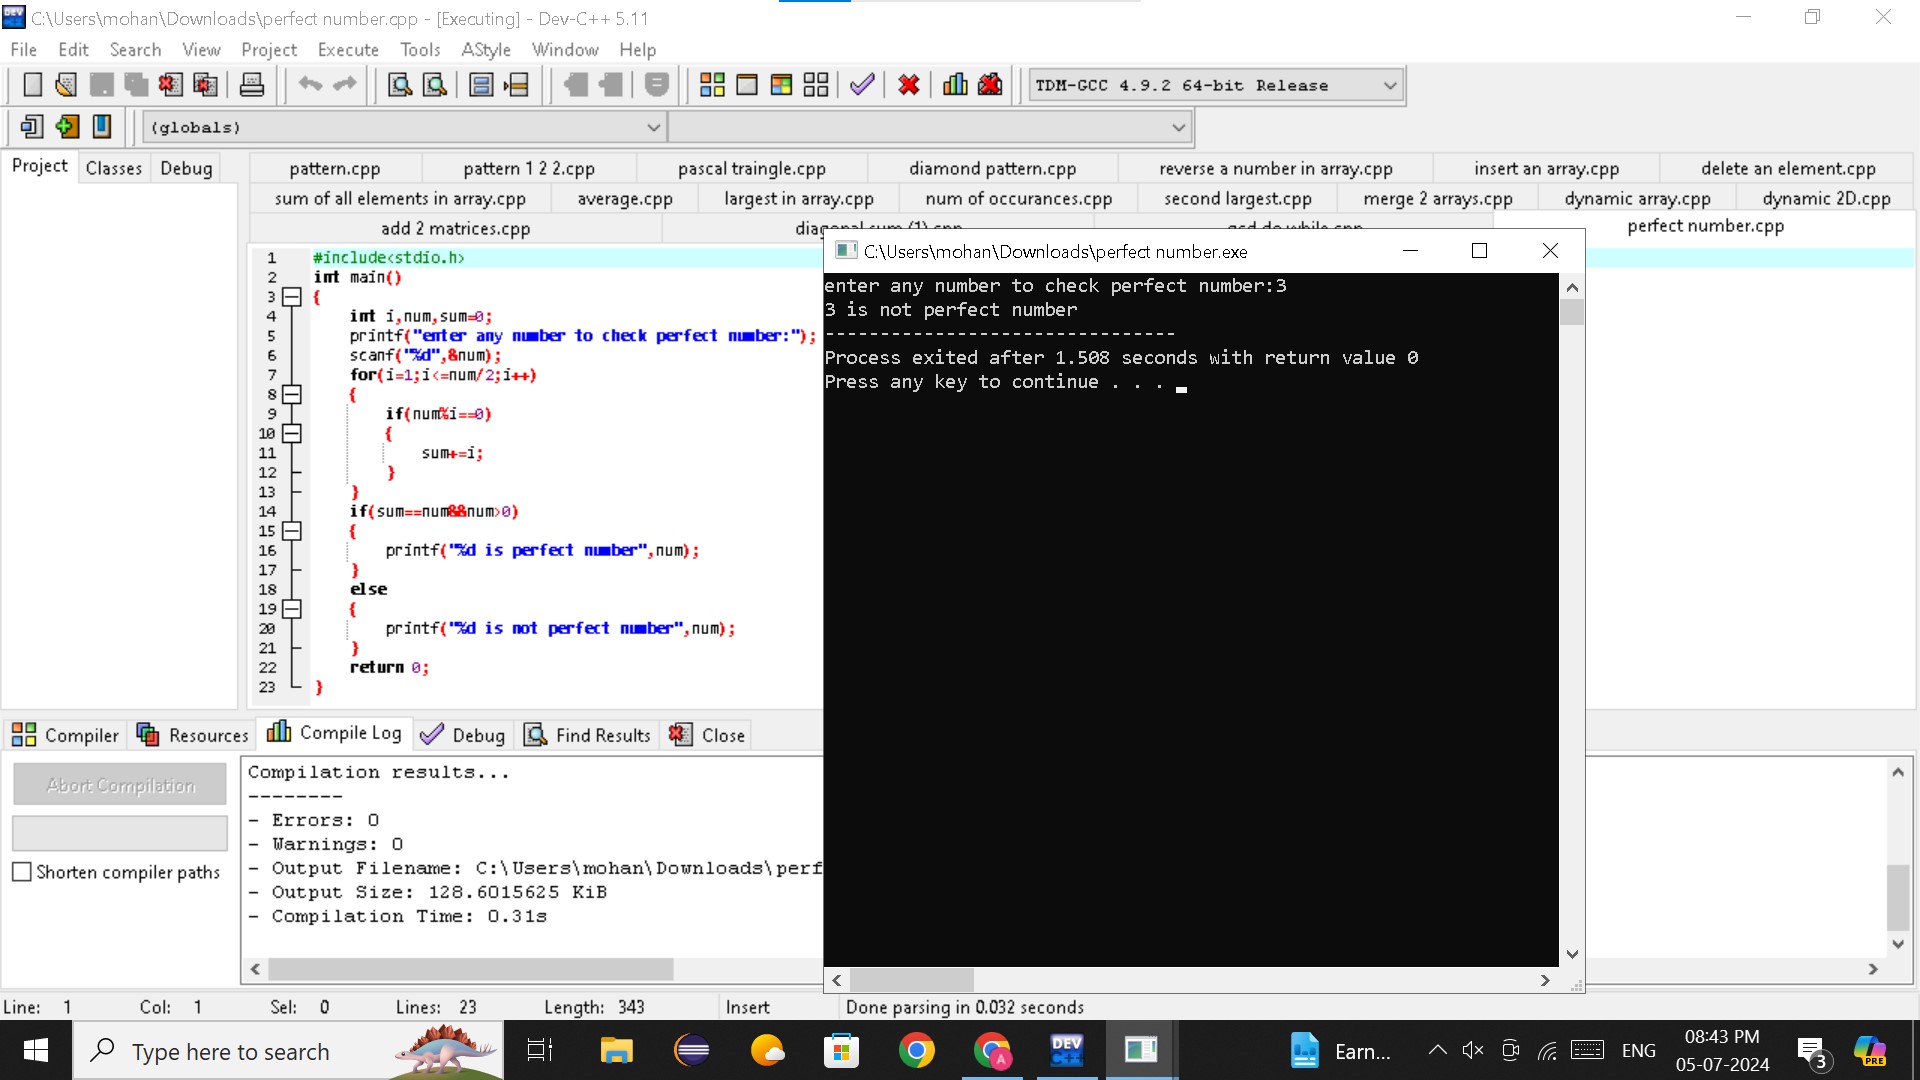 C:\Users\mohan\Downloads\perfect number.cpp - [Executing] - Dev-C++ 5.11
File Edit Search View Project Execute Tools AStyle Window Help
TDM-GCC 4.9.2 64-bit Release
(globals)
Project Classes Debug
pattern.cpp pattern 1 2 2.cpp pascal traingle.cpp diamond pattern.cpp reverse a number in array.cpp insert an array.cpp delete an element.cpp
sum of all elements in array.cpp average.cpp largest in array.cpp num of occurances.cpp second largest.cpp merge 2 arrays.cpp dynamic array.cpp dynamic 2D.cpp
add 2 matrices.cpp diagonal sum (1).cpp gcd do while.cpp perfect number.cpp
1 #include<stdio.h>
2 int main()
3 {
4 int i,num,sum=0;
5 printf("enter any number to check perfect number:");
6 scanf("%d",&num);
7 for(i=1;i<=num/2;i++)
8 {
9 if(num%i==0)
10 {
11 sum+=i;
12 }
13 }
14 if(sum==num&&num>0)
15 {
16 printf("%d is perfect number",num);
17 }
18 else
19 {
20 printf("%d is not perfect number",num);
21 }
22 return 0;
23 }
C:\Users\mohan\Downloads\perfect number.exe
enter any number to check perfect number:3
3 is not perfect number
--------------------------------
Process exited after 1.508 seconds with return value 0
Press any key to continue . . .
Compiler Resources Compile Log Debug Find Results Close
Abort Compilation
Shorten compiler paths
Compilation results...
--------
- Errors: 0
- Warnings: 0
- Output Filename: C:\Users\mohan\Downloads\perf
- Output Size: 128.6015625 KiB
- Compilation Time: 0.31s
Line: 1 Col: 1 Sel: 0 Lines: 23 Length: 343 Insert Done parsing in 0.032 seconds
Type here to search
DEV C++
Earn...
ENG
08:43 PM
05-07-2024
3
PRE